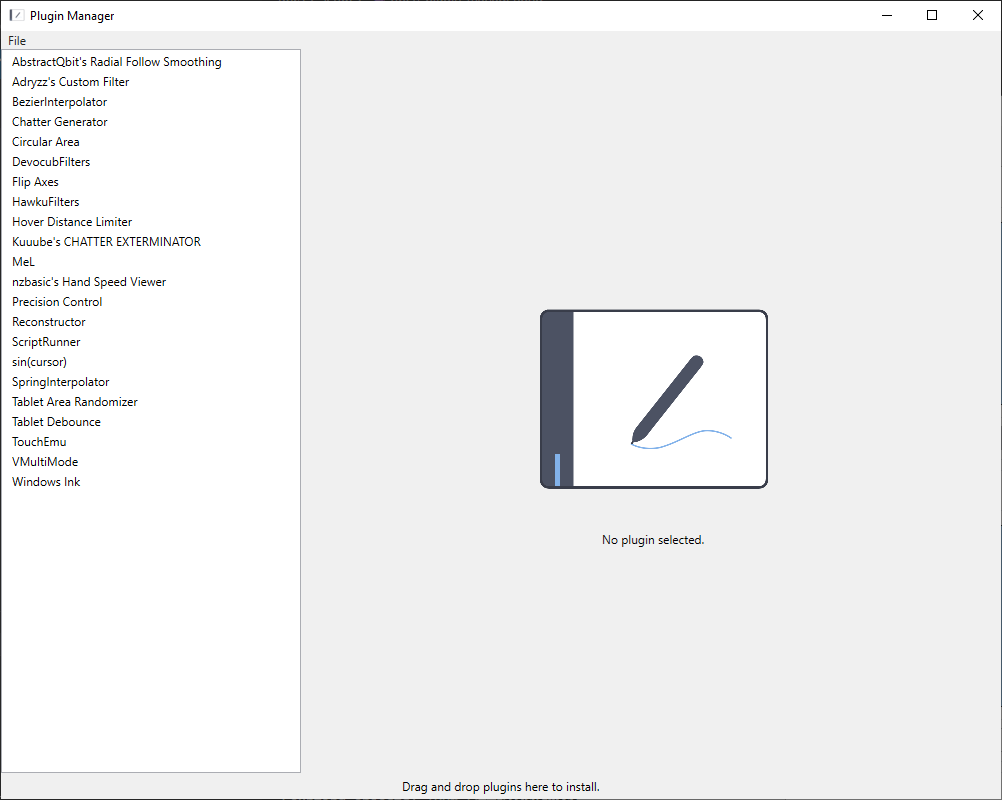 Plugin Manager
File
AbstractQbit's Radial Follow Smoothing
Adryzz's Custom Filter
BezierInterpolator
Chatter Generator
Circular Area
DevocubFilters
Flip Axes
HawkuFilters
Hover Distance Limiter
Kuuube's CHATTER EXTERMINATOR
MeL
nzbasic's Hand Speed Viewer
Precision Control
Reconstructor
ScriptRunner
sin(cursor)
SpringInterpolator
Tablet Area Randomizer
Tablet Debounce
TouchEmu
VMultiMode
Windows Ink
No plugin selected.
Drag and drop plugins here to install.